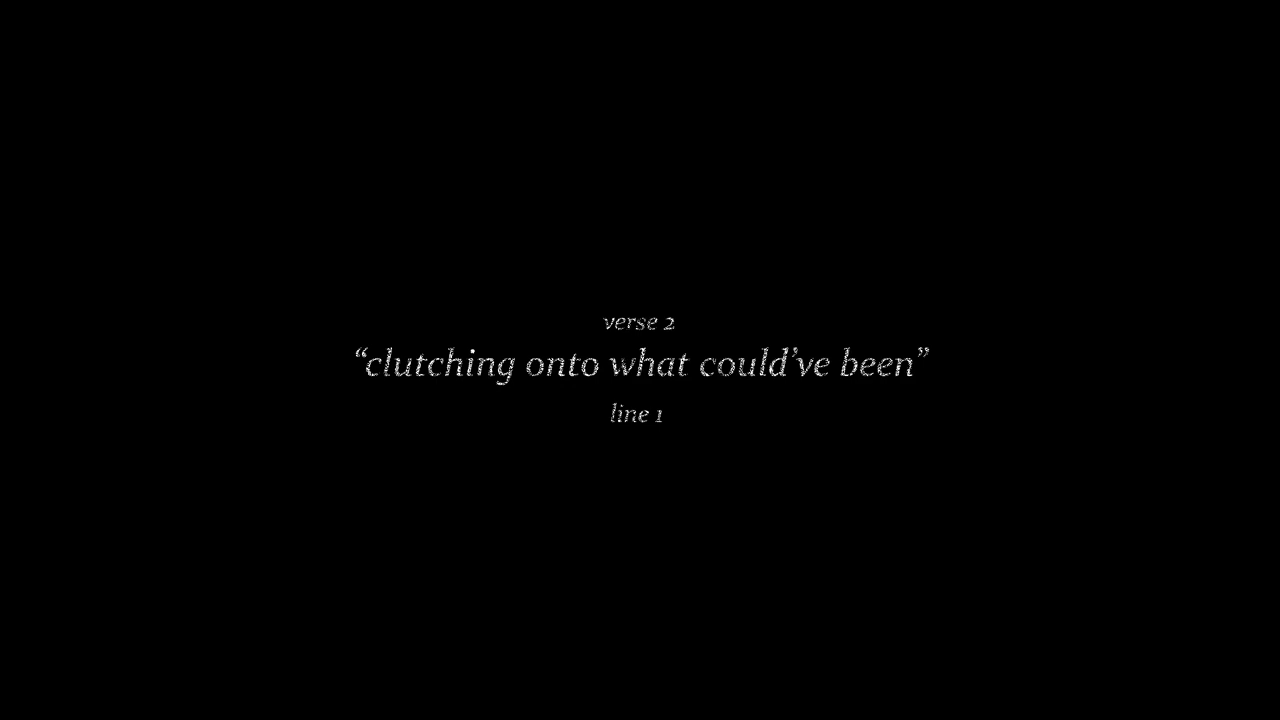 verse 2
“clutching onto what could’ve been”
line 1